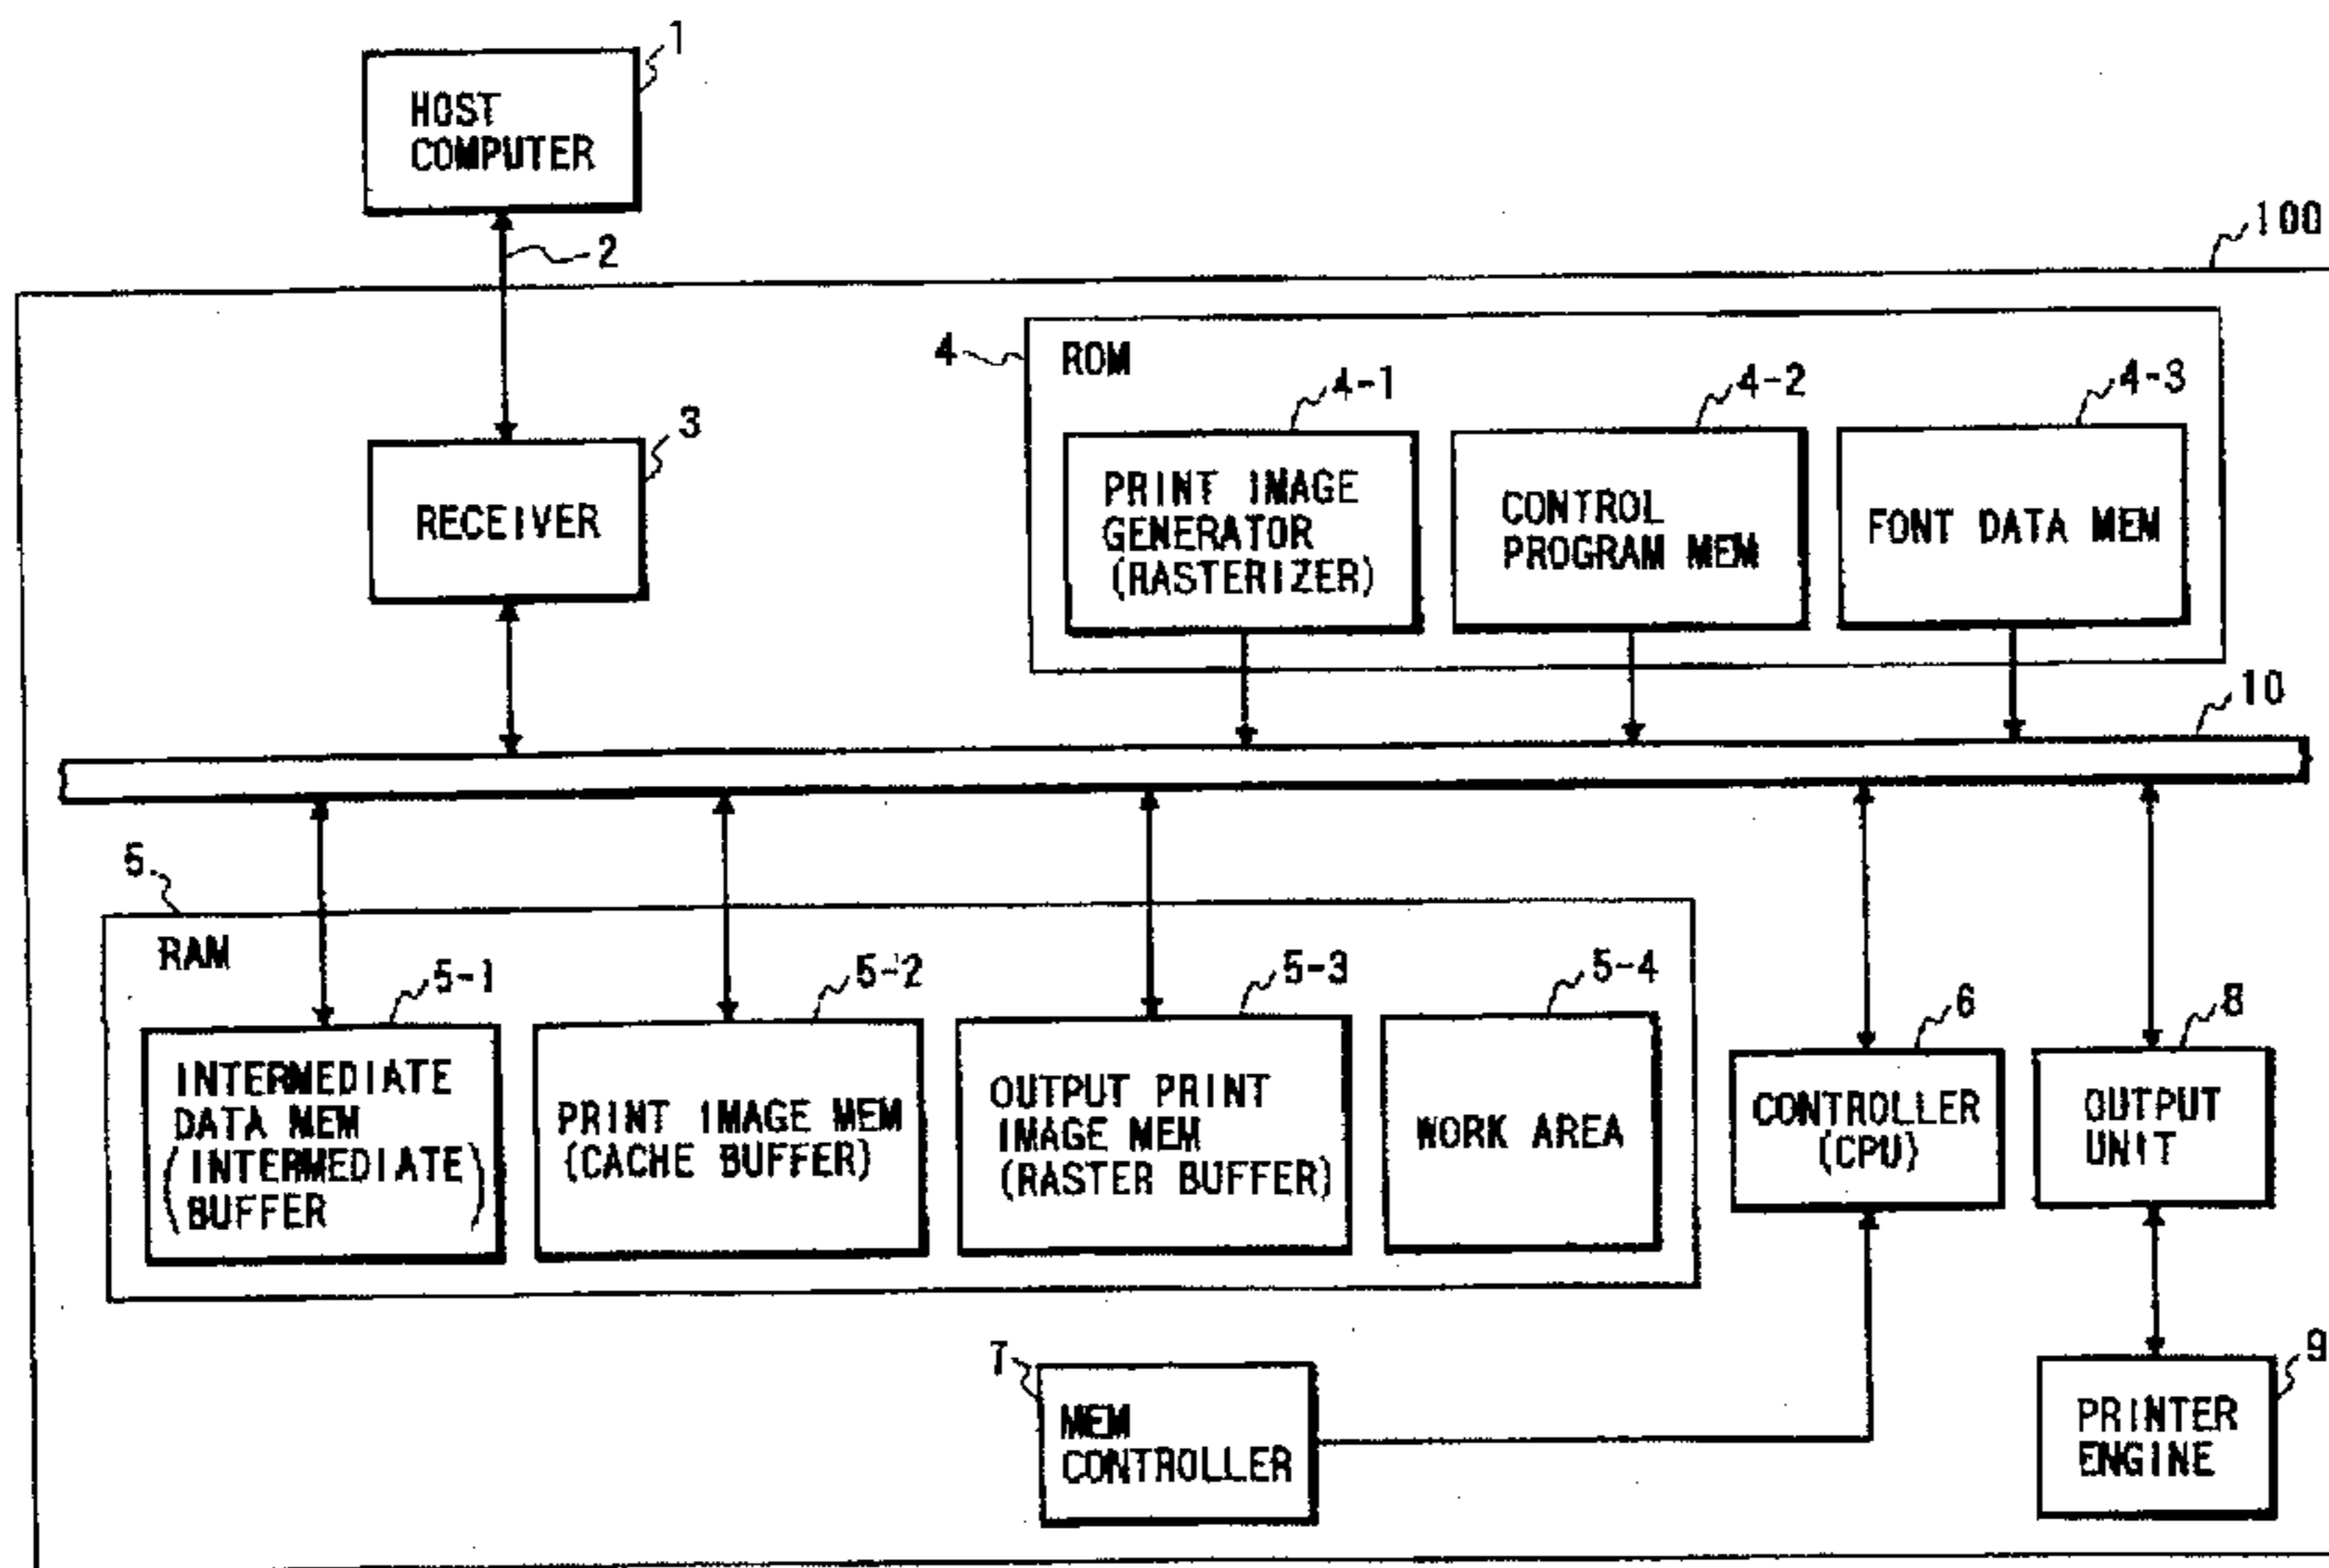 1
HOST
COMPUTER
2
100
3
RECEIVER
4
ROM
4-1
4-2
4-3
PRINT IMAGE
GENERATOR
(RASTERIZER)
CONTROL
PROGRAM MEM
FONT DATA MEM
10
5
RAM
5-1
5-2
5-3
5-4
6
8
INTERMEDIATE
DATA MEM
(INTERMEDIATE
BUFFER)
PRINT IMAGE MEM
(CACHE BUFFER)
OUTPUT PRINT
IMAGE MEM
(RASTER BUFFER)
WORK AREA
CONTROLLER
(CPU)
OUTPUT
UNIT
7
MEM
CONTROLLER
9
PRINTER
ENGINE